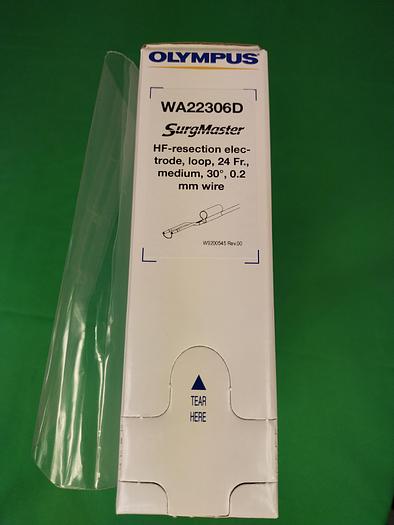 OLYMPUS
WA22306D
SurgMaster
HF-resection elec-
trode, loop, 24 Fr.,
medium, 30°, 0.2
mm wire
W9200545 Rev.00
TEAR
HERE